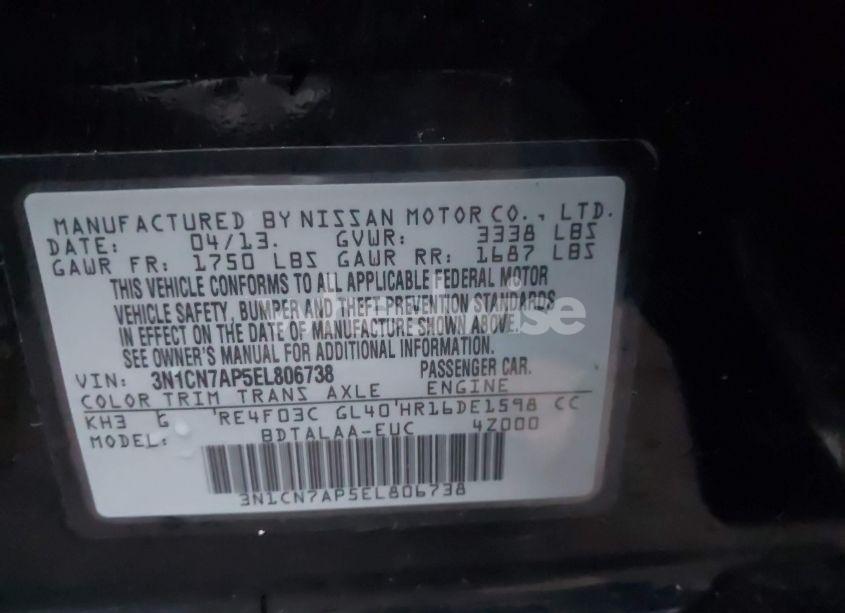 MANUFACTURED BY NISSAN MOTOR CO., LTD.
DATE: 04/13. GVWR: 3338 LBS
GAWR FR: 1750 LBS GAWR RR: 1687 LBS
THIS VEHICLE CONFORMS TO ALL APPLICABLE FEDERAL MOTOR
VEHICLE SAFETY, BUMPER AND THEFT PREVENTION STANDARDS
IN EFFECT ON THE DATE OF MANUFACTURE SHOWN ABOVE.
SEE OWNER'S MANUAL FOR ADDITIONAL INFORMATION.
VIN: 3N1CN7AP5EL806738 PASSENGER CAR.
COLOR TRIM TRANS AXLE ENGINE
KH3 G 'RE4F03C GL40'HR16DE1598 CC
MODEL: BDTALAA-EUC 4Z000
3N1CN7AP5EL806738